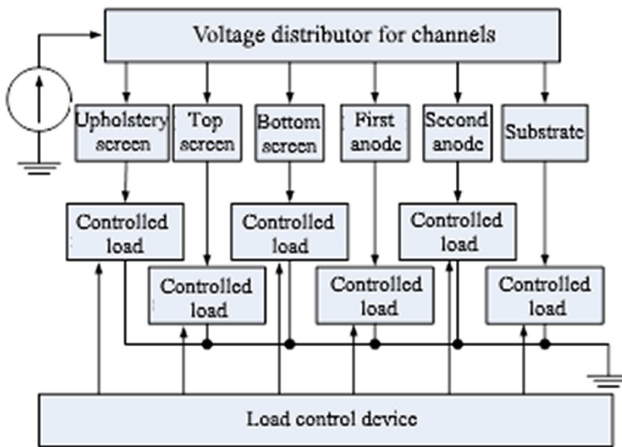 Voltage distributor for channels
Upholstery
screen
Top
screen
Bottom
screen
First
anode
Second
anode
Substrate
Controlled
load
Controlled
load
Controlled
load
Controlled
load
Controlled
load
Controlled
load
Load control device